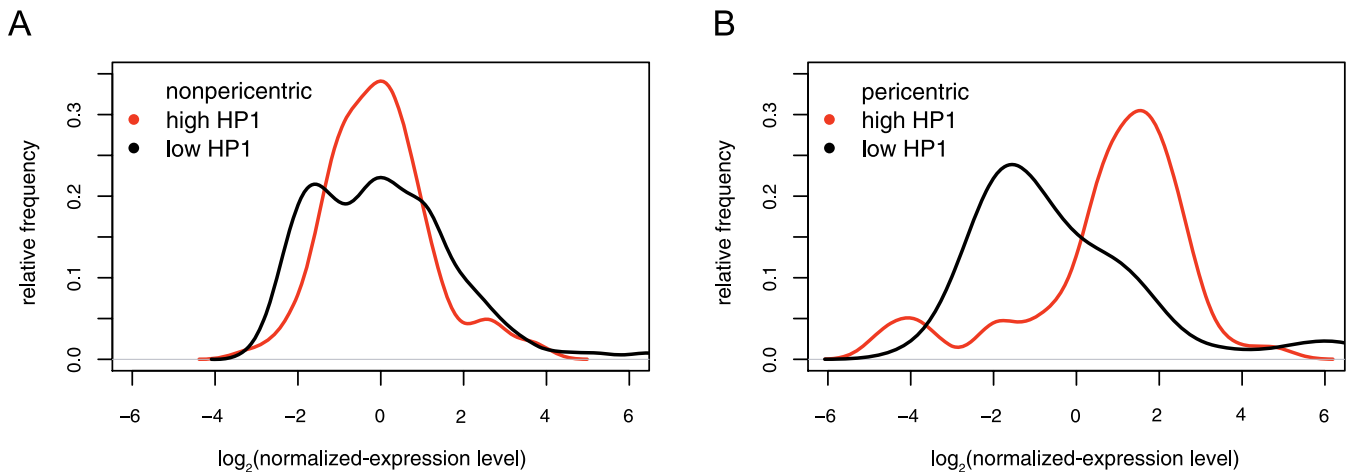 A
nonpericentric
high HP1
low HP1
relative frequency
0.0
0.1
0.2
0.3
−6
−4
−2
0
2
4
6
log2(normalized-expression level)
B
pericentric
high HP1
low HP1
relative frequency
0.0
0.1
0.2
0.3
−6
−4
−2
0
2
4
6
log2(normalized-expression level)